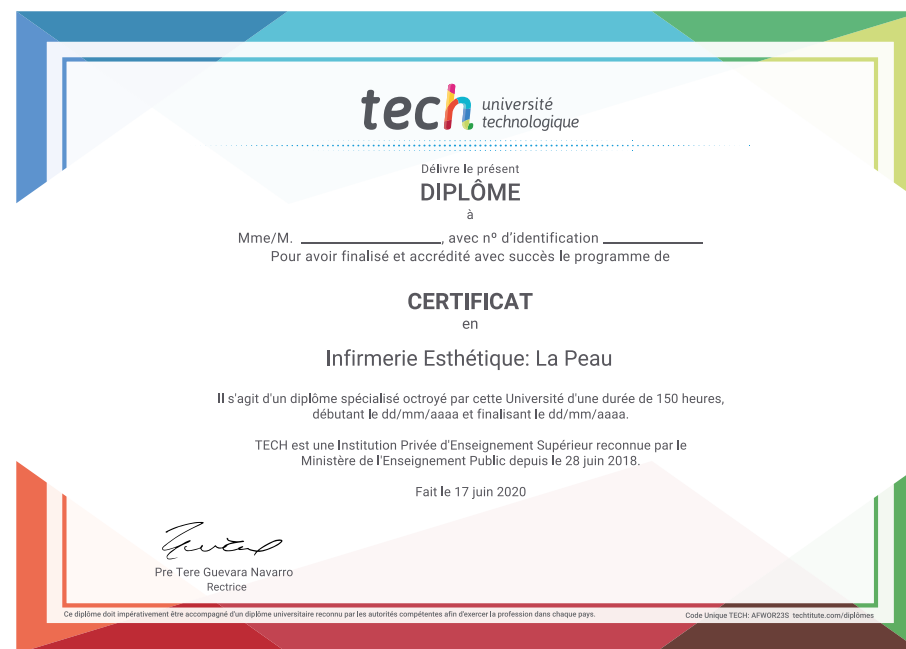 tech université
technologique
Délivre le présent
DIPLÔME
à
Mme/M. ____________________, avec nº d'identification ______________
Pour avoir finalisé et accrédité avec succès le programme de
CERTIFICAT
en
Infirmerie Esthétique: La Peau
Il s'agit d'un diplôme spécialisé octroyé par cette Université d'une durée de 150 heures,
débutant le dd/mm/aaaa et finalisant le dd/mm/aaaa.
TECH est une Institution Privée d'Enseignement Supérieur reconnue par le
Ministère de l'Enseignement Public depuis le 28 juin 2018.
Fait le 17 juin 2020
Pre Tere Guevara Navarro
Rectrice
Ce diplôme doit impérativement être accompagné d'un diplôme universitaire reconnu par les autorités compétentes afin d'exercer la profession dans chaque pays.
Code Unique TECH: AFWOR23S techtitute.com/diplômes